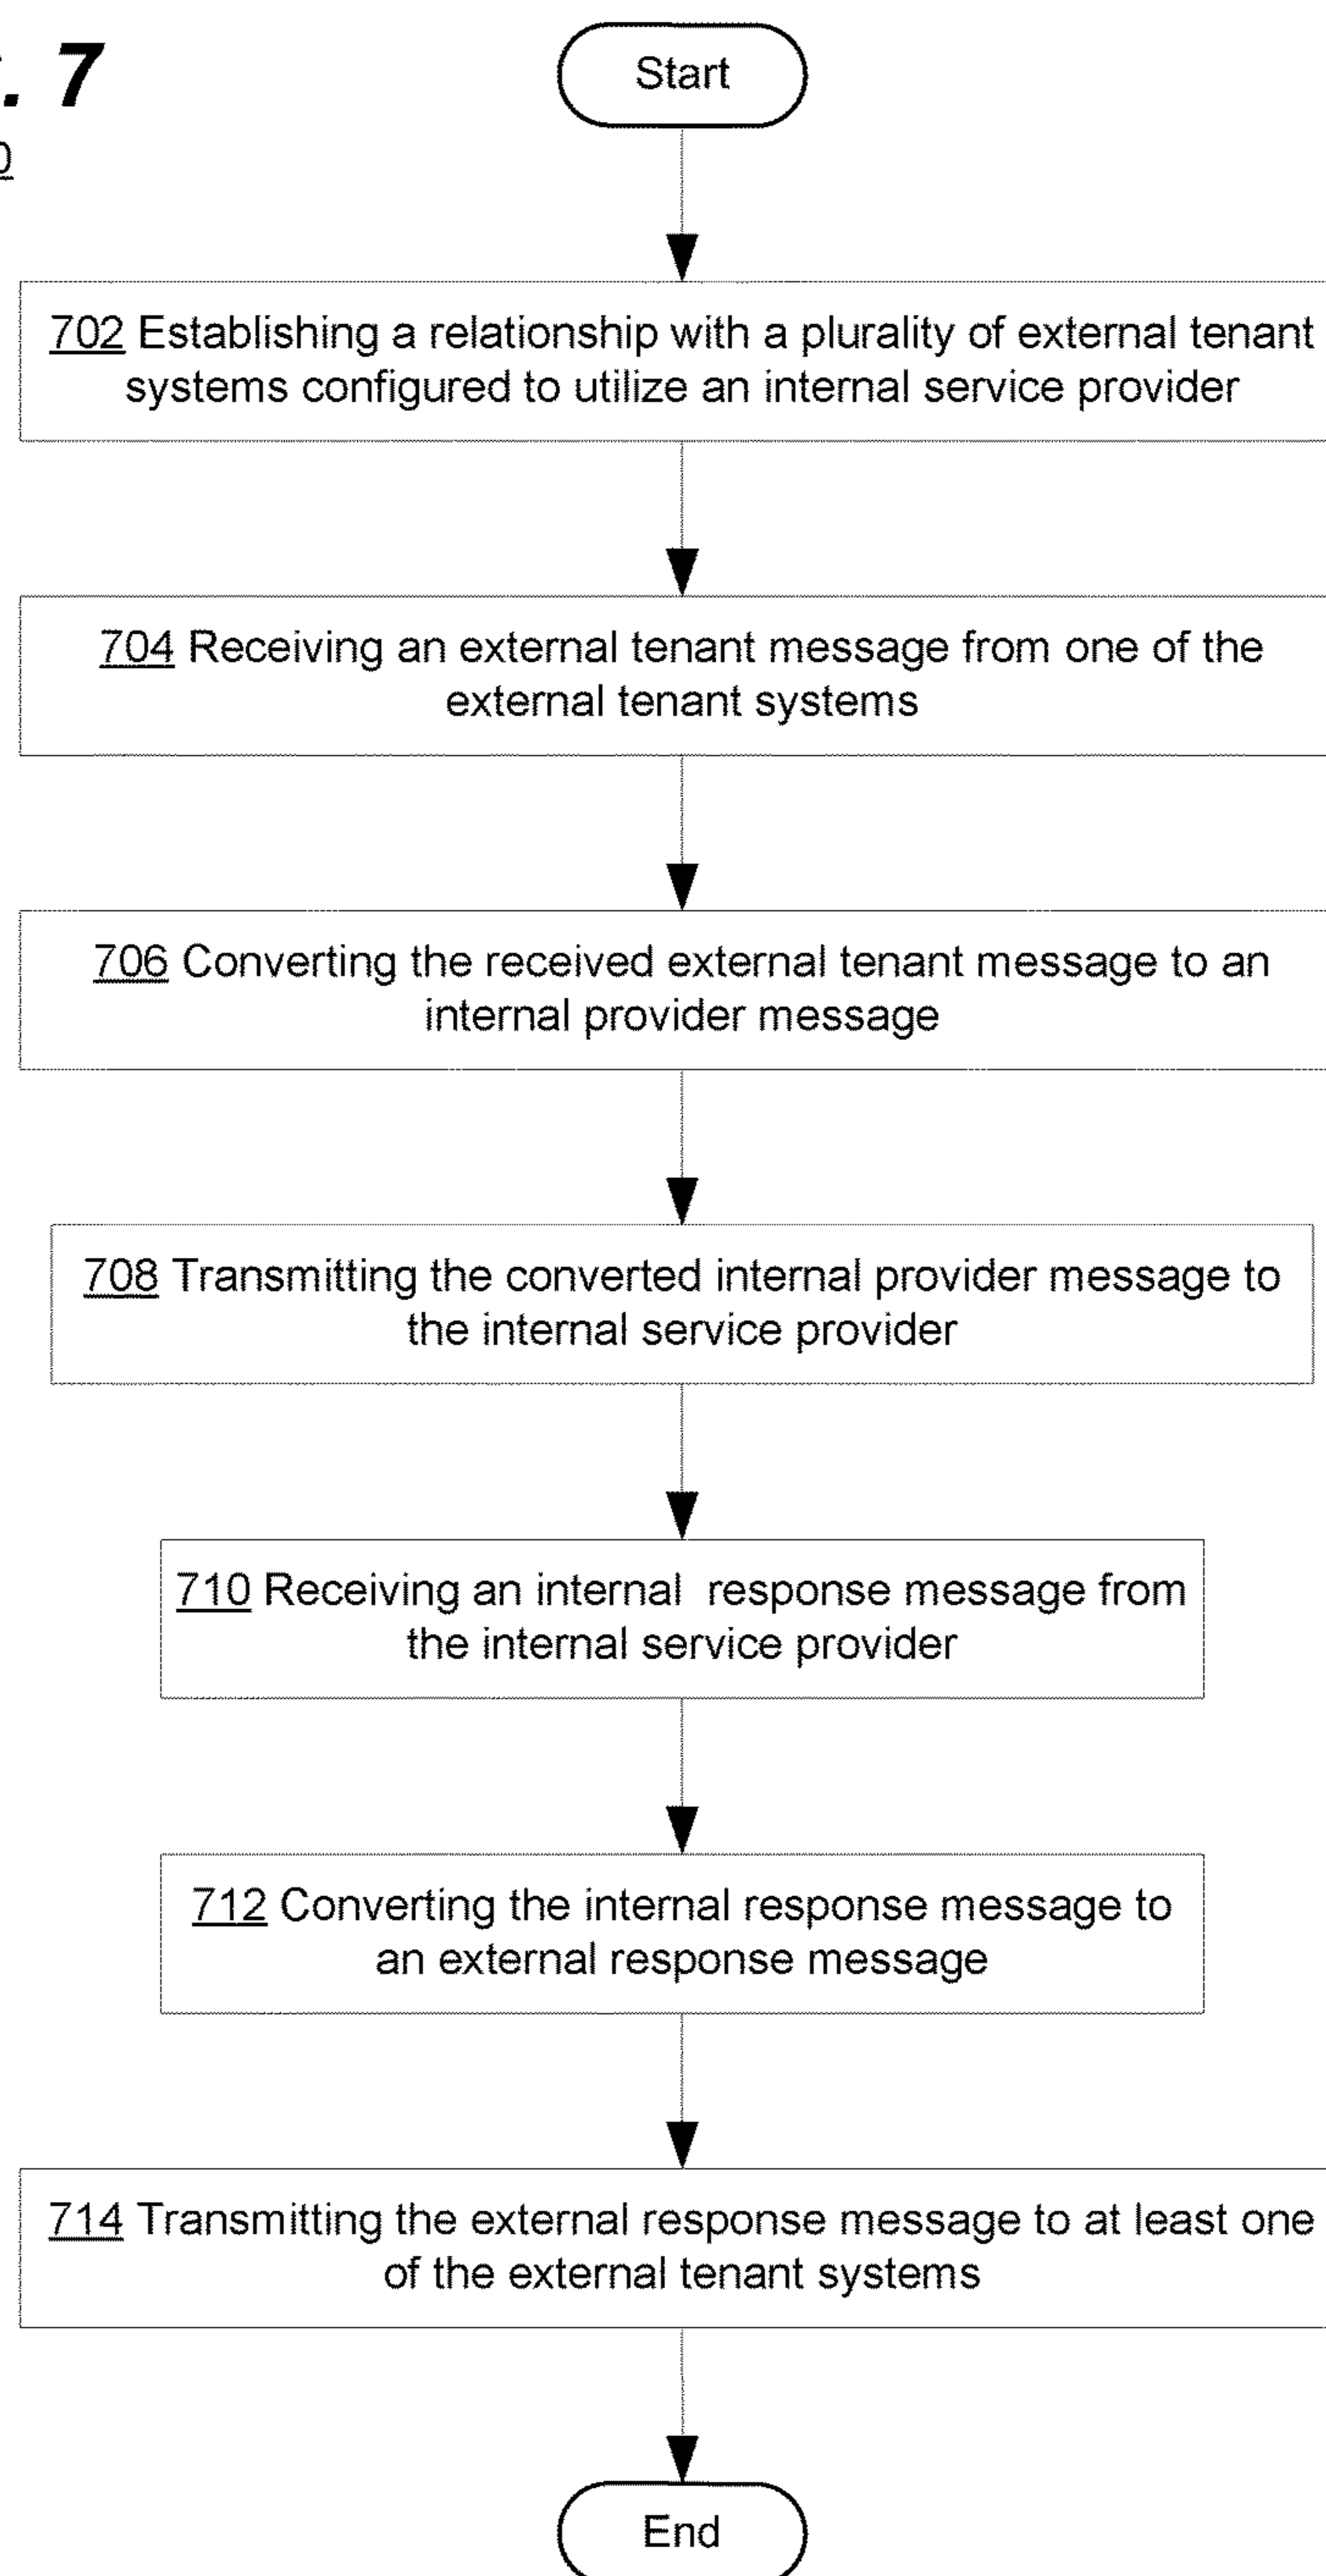 . 7
0
Start
702 Establishing a relationship with a plurality of external tenant
systems configured to utilize an internal service provider
704 Receiving an external tenant message from one of the
external tenant systems
706 Converting the received external tenant message to an
internal provider message
708 Transmitting the converted internal provider message to
the internal service provider
710 Receiving an internal response message from
the internal service provider
712 Converting the internal response message to
an external response message
714 Transmitting the external response message to at least one
of the external tenant systems
End